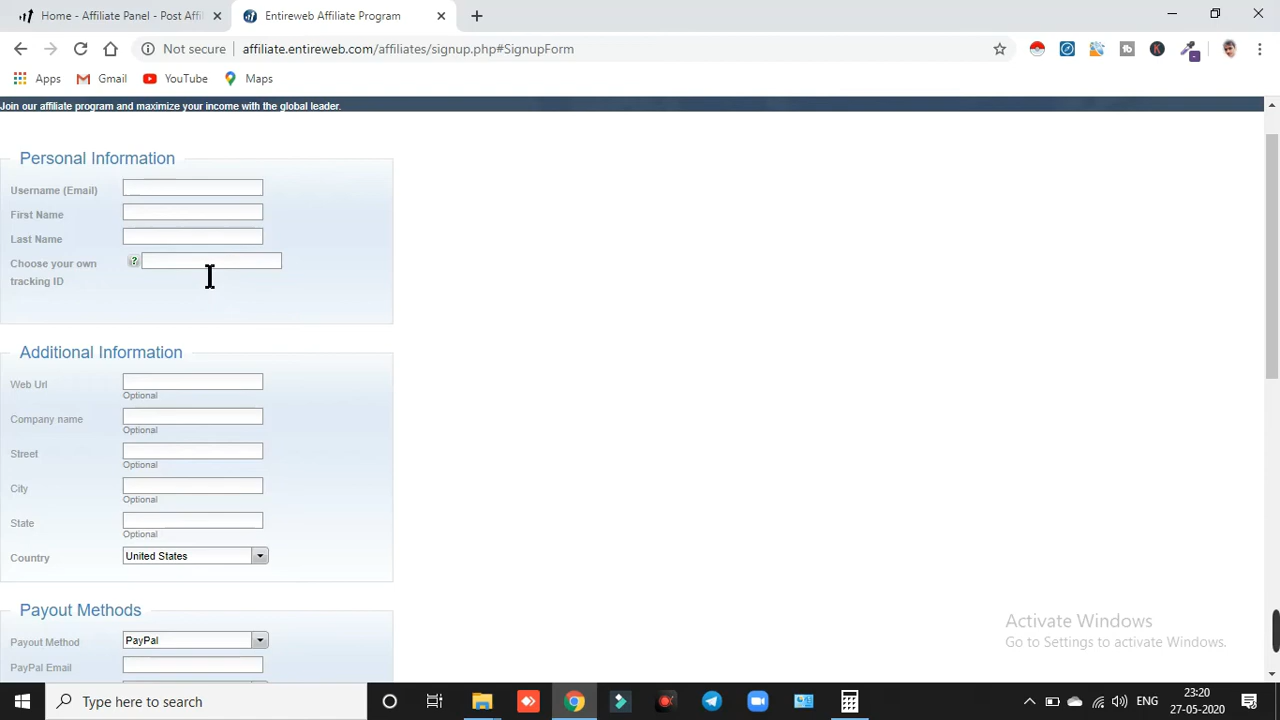 Home - Affiliate Panel - Post Affili
Entireweb Affiliate Program
Not secure
affiliate.entireweb.com/affiliates/signup.php#SignupForm
Apps
Gmail
YouTube
Maps
Join our affiliate program and maximize your income with the global leader.
Personal Information
Username (Email)
First Name
Last Name
Choose your own
tracking ID
?
Additional Information
Web Url
Optional
Company name
Optional
Street
Optional
City
Optional
State
Optional
Country
United States
Payout Methods
Payout Method
PayPal
PayPal Email
Activate Windows
Go to Settings to activate Windows.
Type here to search
ENG
23:20
27-05-2020